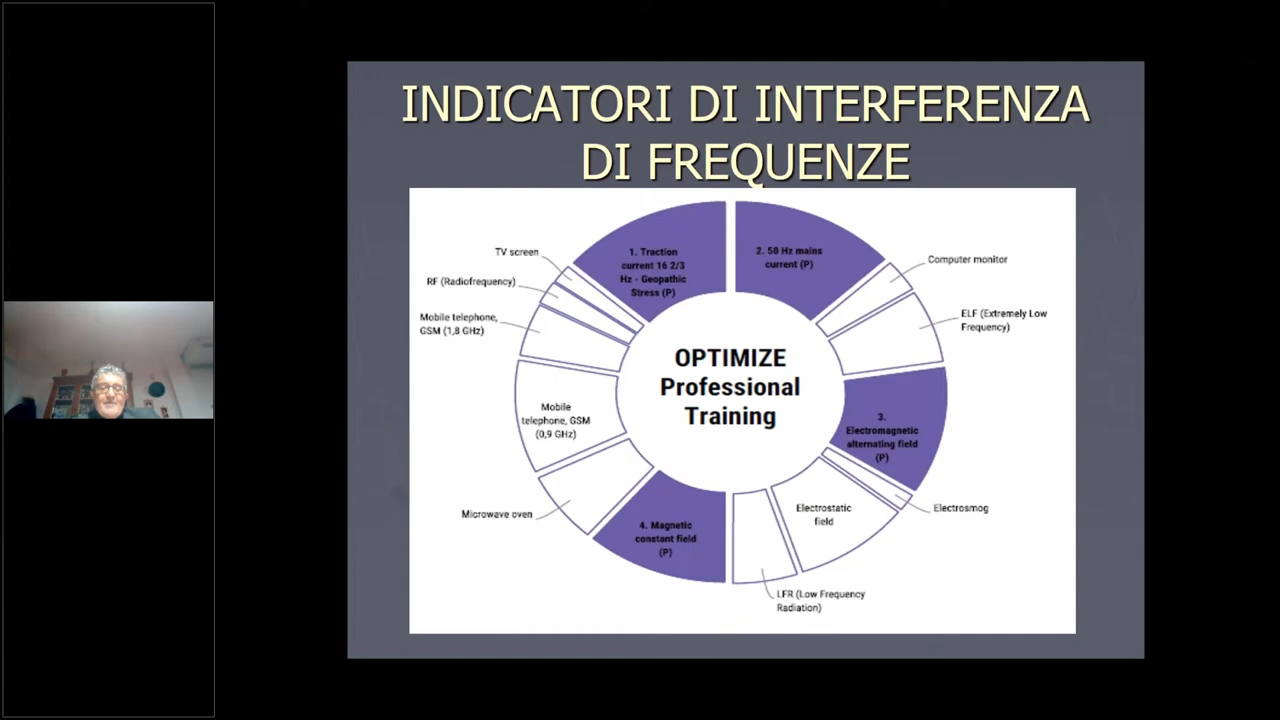 INDICATORI DI INTERFERENZA
DI FREQUENZE
1. Traction
current 16 2/3
Hz - Geopathic
Stress (P)
2. 50 Hz mains
current (P)
Computer monitor
ELF (Extremely Low
Frequency)
3.
Electromagnetic
alternating field
(P)
Electrosmog
Electrostatic
field
LFR (Low Frequency
Radiation)
4. Magnetic
constant field
(P)
Microwave oven
Mobile
telephone, GSM
(0,9 GHz)
Mobile telephone,
GSM (1,8 GHz)
RF (Radiofrequency)
TV screen
OPTIMIZE
Professional
Training